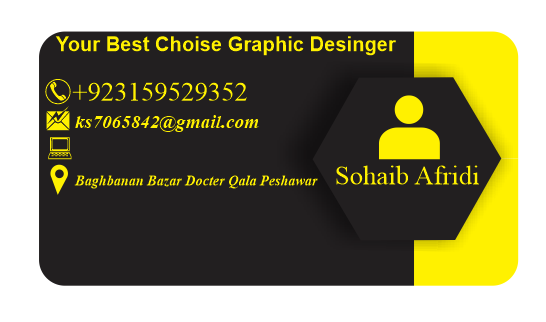 Your Best Choise Graphic Desinger
+923159529352
ks7065842@gmail.com
Baghbanan Bazar Docter Qala Peshawar
Sohaib Afridi